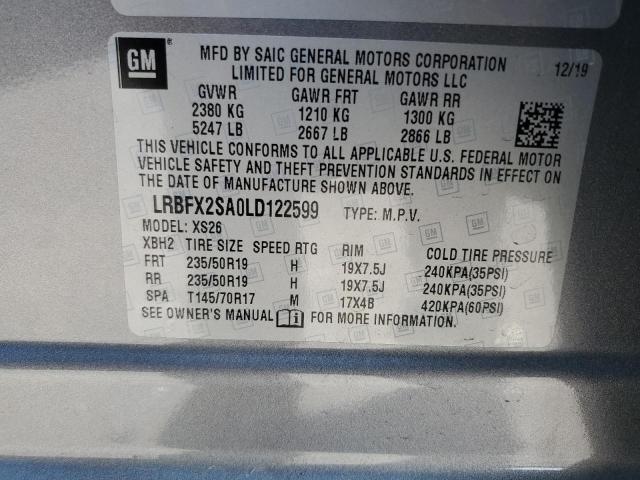 GM
MFD BY SAIC GENERAL MOTORS CORPORATION
LIMITED FOR GENERAL MOTORS LLC
12/19
GVWR GAWR FRT GAWR RR
2380 KG 1210 KG 1300 KG
5247 LB 2667 LB 2866 LB
THIS VEHICLE CONFORMS TO ALL APPLICABLE U.S. FEDERAL MOTOR
VEHICLE SAFETY AND THEFT PREVENTION STANDARDS IN EFFECT ON THE
DATE OF MANUFACTURE SHOWN ABOVE.
LRBFX2SA0LD122599 TYPE: M.P.V.
MODEL: XS26
XBH2 TIRE SIZE SPEED RTG RIM COLD TIRE PRESSURE
FRT 235/50R19 H 19X7.5J 240KPA(35PSI)
RR 235/50R19 H 19X7.5J 240KPA(35PSI)
SPA T145/70R17 M 17X4B 420KPA(60PSI)
SEE OWNER'S MANUAL i FOR MORE INFORMATION.